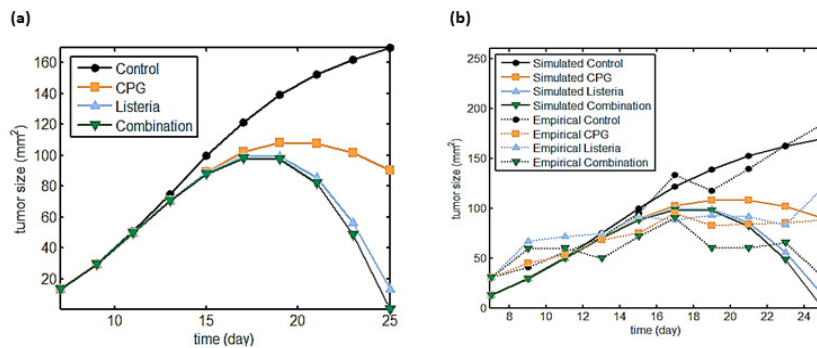 (a)
160
140
120
100
80
60
40
20
tumor size (mm²)
Control
CPG
Listeria
Combination
10
15
20
25
time (day)
(b)
250
200
150
100
50
0
tumor size (mm²)
Simulated Control
Simulated CPG
Simulated Listeria
Simulated Combination
Empirical Control
Empirical CPG
Empirical Listeria
Empirical Combination
8
10
12
14
16
18
20
22
24
time (day)